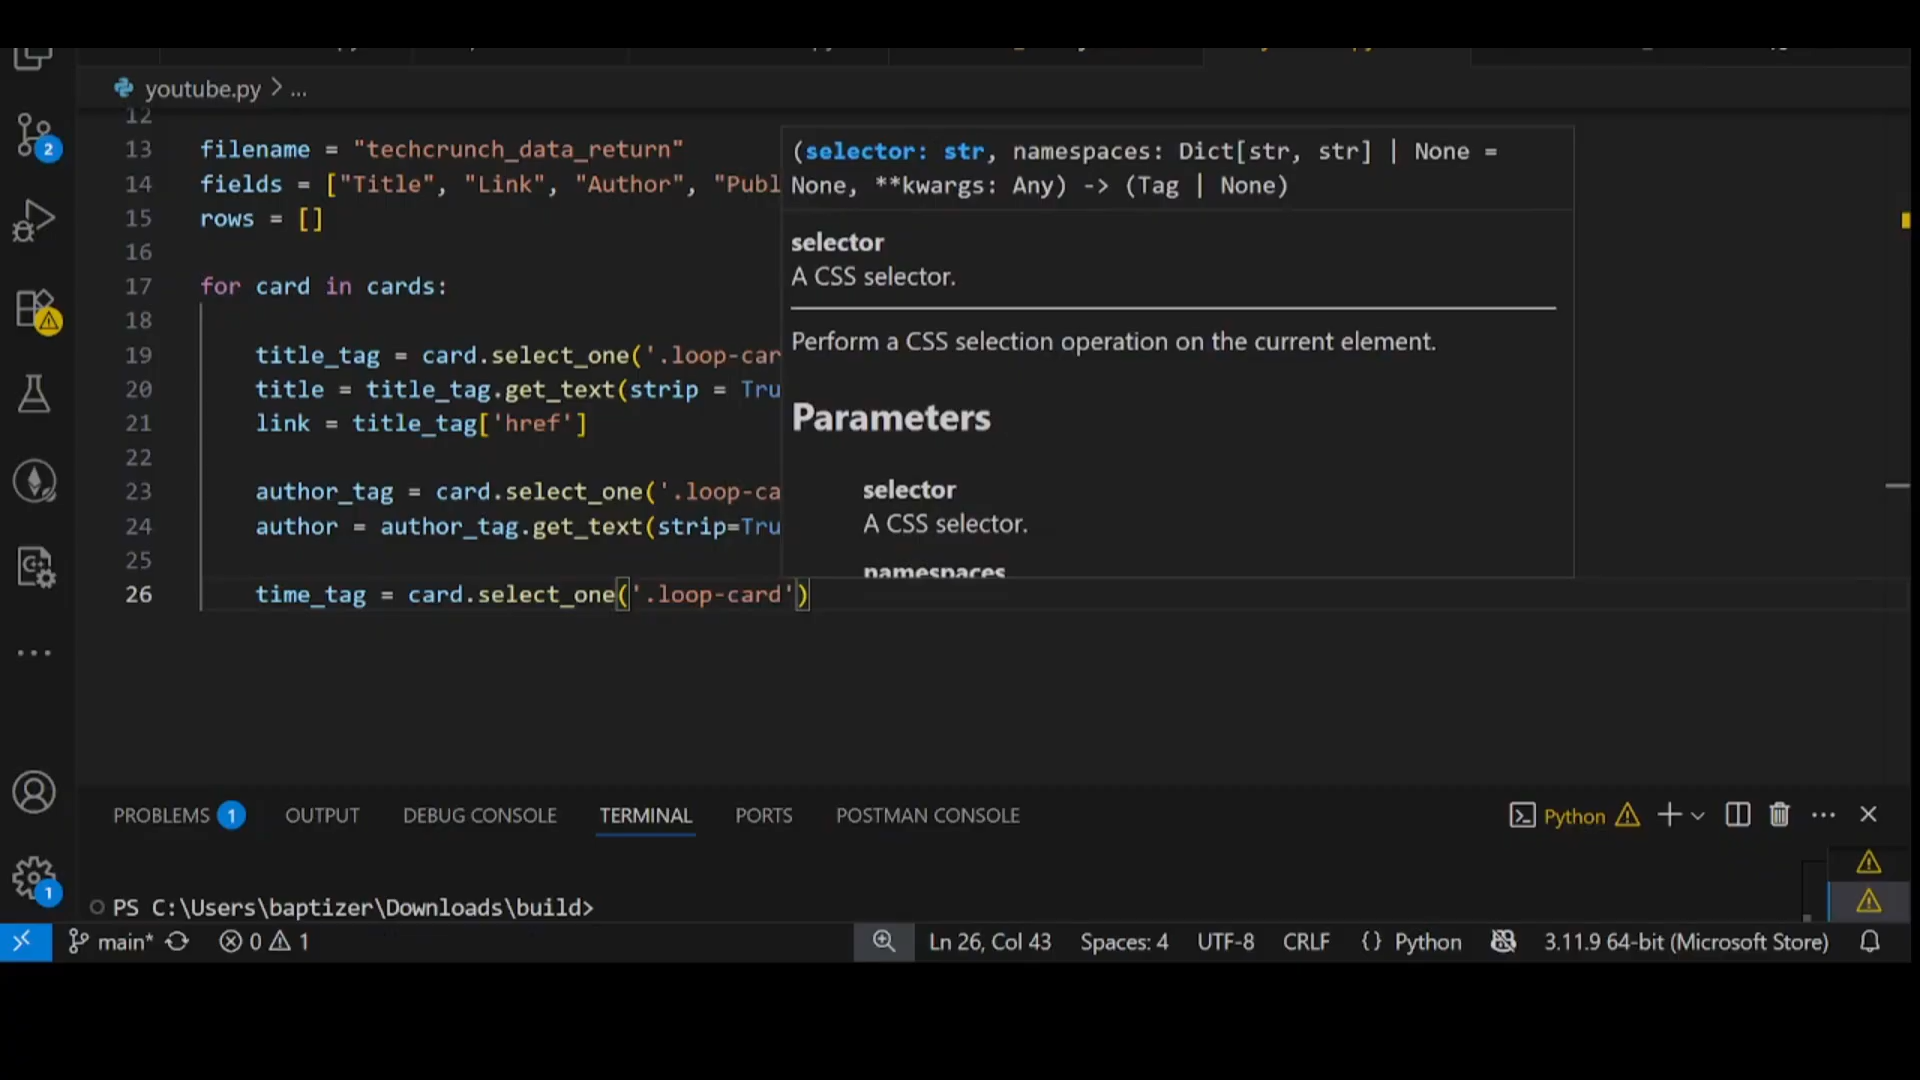 youtube.py > ...
12
13 filename = "techcrunch_data_return"
14 fields = ["Title", "Link", "Author", "Publ
15 rows = []
16
17 for card in cards:
18
19 title_tag = card.select_one('.loop-car
20 title = title_tag.get_text(strip = Tru
21 link = title_tag['href']
22
23 author_tag = card.select_one('.loop-ca
24 author = author_tag.get_text(strip=Tru
25
26 time_tag = card.select_one('.loop-card')
(selector: str, namespaces: Dict[str, str] | None =
None, **kwargs: Any) -> (Tag | None)
selector
A CSS selector.
Perform a CSS selection operation on the current element.
Parameters
selector
A CSS selector.
namespaces
PROBLEMS 1 OUTPUT DEBUG CONSOLE TERMINAL PORTS POSTMAN CONSOLE Python
PS C:\Users\baptizer\Downloads\build>
main* 0 1 Ln 26, Col 43 Spaces: 4 UTF-8 CRLF {} Python 3.11.9 64-bit (Microsoft Store)
2
1